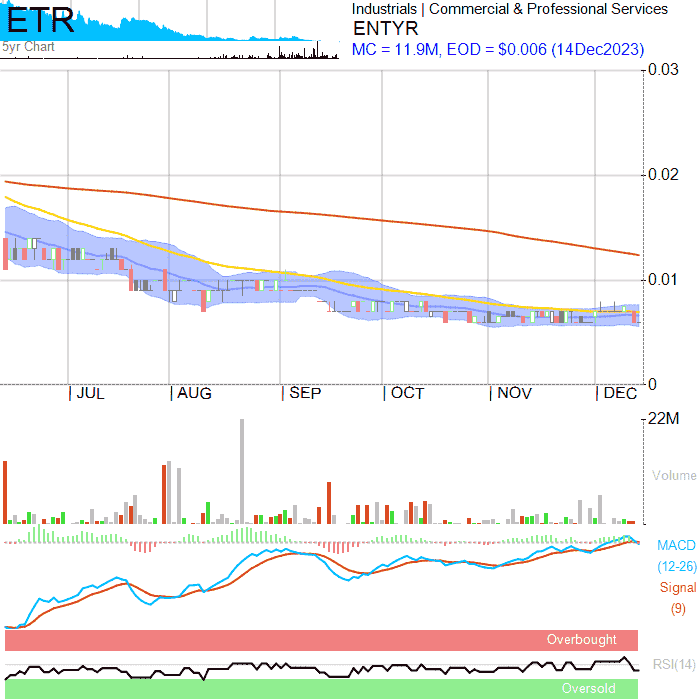 ETR
5yr Chart
Industrials | Commercial & Professional Services
ENTYR
MC = 11.9M, EOD = $0.006 (14Dec2023)
0.03
0.02
0.01
0
JUL AUG SEP OCT NOV DEC
22M
Volume
MACD
(12-26)
Signal
(9)
Overbought
RSI(14)
Oversold